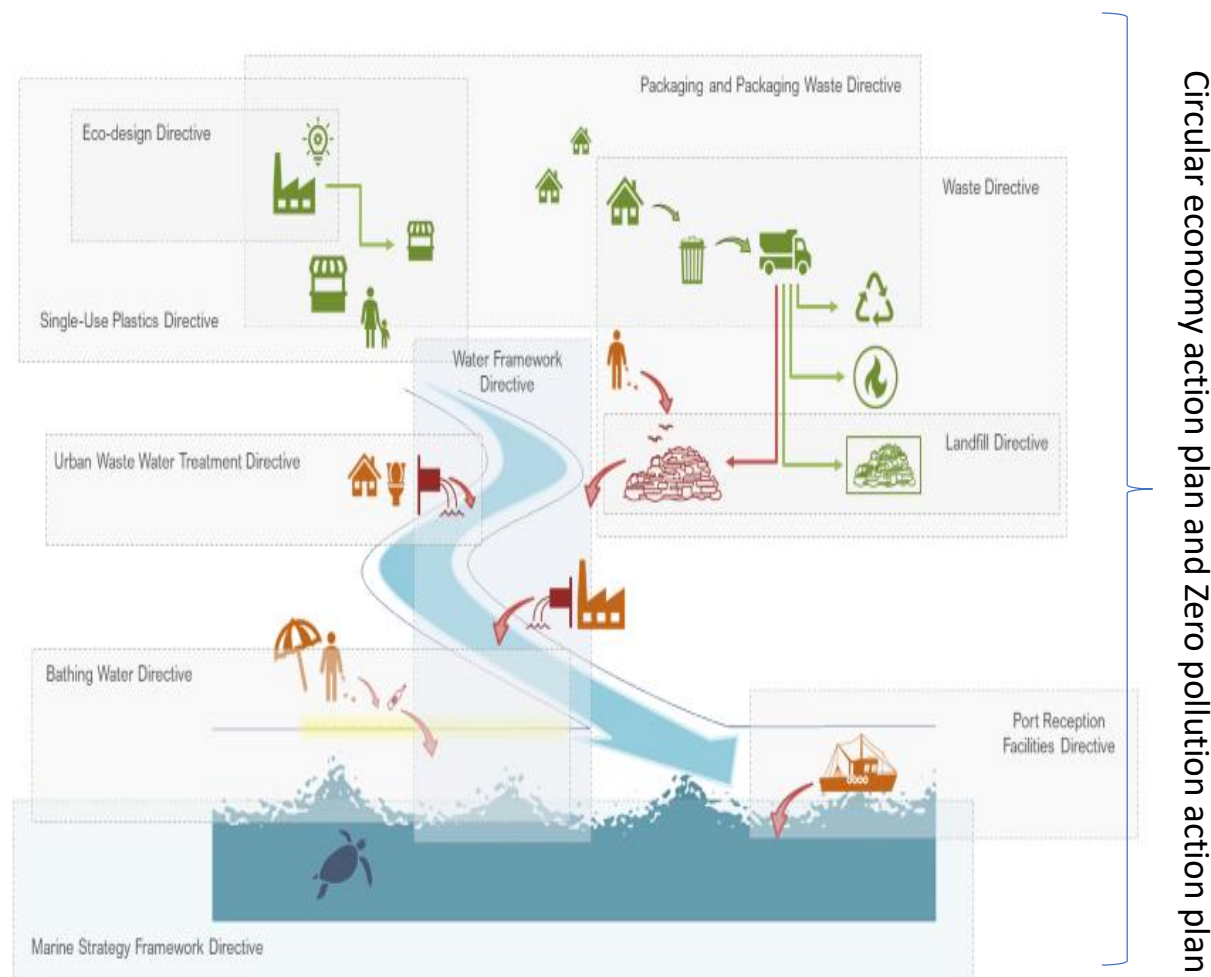 Packaging and Packaging Waste Directive
Eco-design Directive
Waste Directive
Single-Use Plastics Directive
Water Framework
Directive
Landfill Directive
Urban Waste Water Treatment Directive
Bathing Water Directive
Port Reception
Facilities Directive
Marine Strategy Framework Directive
Circular economy action plan and Zero pollution action plan